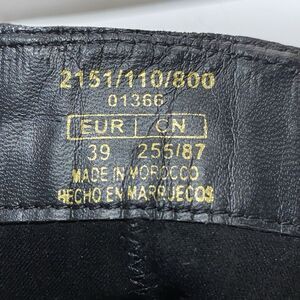 2151/110/800
01366
EUR CN
39 255/87
MADE IN MOROCCO
HECHO EN MARRUECOS